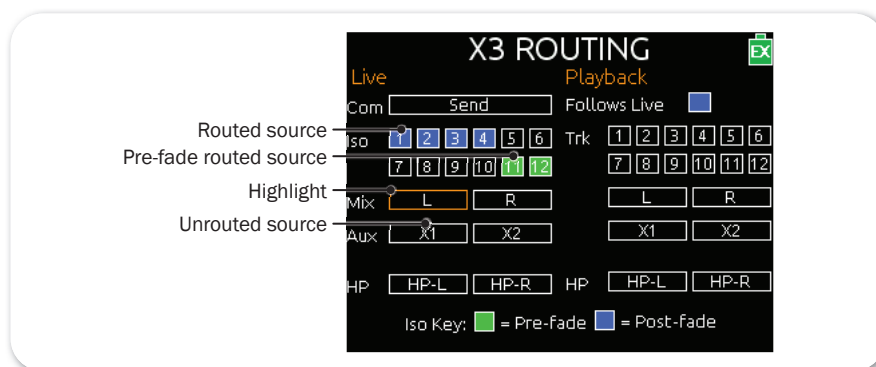 X3 ROUTING
EX
Live
Playback
Com Send
Follows Live
Routed source
Iso 1 2 3 4 5 6
Trk 1 2 3 4 5 6
Pre-fade routed source
7 8 9 10 11 12
7 8 9 10 11 12
Highlight
Mix L R
L R
Unrouted source
Aux X1 X2
X1 X2
HP HP-L HP-R
HP HP-L HP-R
Iso Key: = Pre-fade = Post-fade